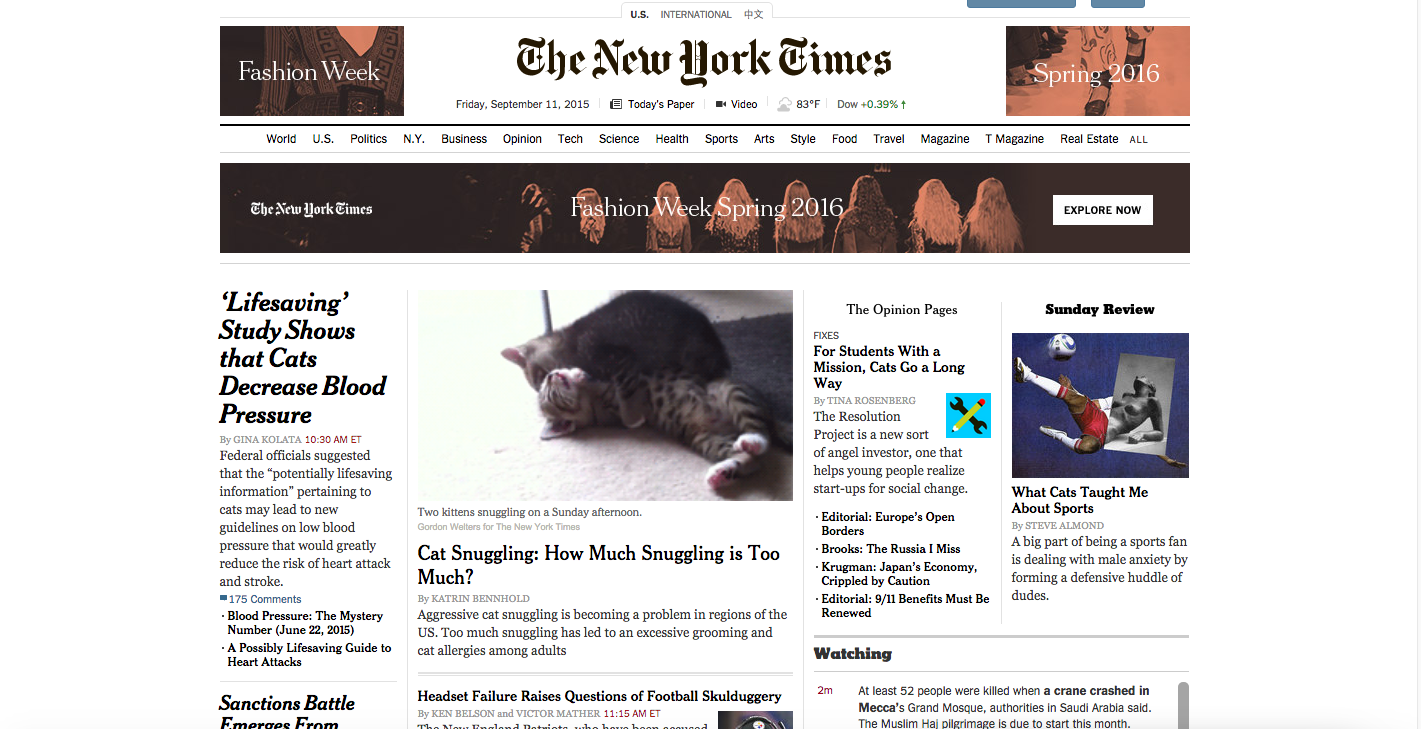 U.S. INTERNATIONAL 中文
Fashion Week
The New York Times
Spring 2016
Friday, September 11, 2015 Today's Paper Video 83°F Dow +0.39% ↑
World U.S. Politics N.Y. Business Opinion Tech Science Health Sports Arts Style Food Travel Magazine T Magazine Real Estate ALL
The New York Times
Fashion Week Spring 2016
EXPLORE NOW
‘Lifesaving’
Study Shows
that Cats
Decrease Blood
Pressure
By GINA KOLATA 10:30 AM ET
Federal officials suggested
that the “potentially lifesaving
information” pertaining to
cats may lead to new
guidelines on low blood
pressure that would greatly
reduce the risk of heart attack
and stroke.
175 Comments
· Blood Pressure: The Mystery
Number (June 22, 2015)
· A Possibly Lifesaving Guide to
Heart Attacks
Sanctions Battle
Emerges From
Two kittens snuggling on a Sunday afternoon.
Gordon Welters for The New York Times
Cat Snuggling: How Much Snuggling is Too
Much?
By KATRIN BENNHOLD
Aggressive cat snuggling is becoming a problem in regions of the
US. Too much snuggling has led to an excessive grooming and
cat allergies among adults
Headset Failure Raises Questions of Football Skulduggery
By KEN BELSON and VICTOR MATHER 11:15 AM ET
The New England Patriots, who have been accused
The Opinion Pages
FIXES
For Students With a
Mission, Cats Go a Long
Way
By TINA ROSENBERG
The Resolution
Project is a new sort
of angel investor, one that
helps young people realize
start-ups for social change.
· Editorial: Europe’s Open
Borders
· Brooks: The Russia I Miss
· Krugman: Japan’s Economy,
Crippled by Caution
· Editorial: 9/11 Benefits Must Be
Renewed
Sunday Review
What Cats Taught Me
About Sports
By STEVE ALMOND
A big part of being a sports fan
is dealing with male anxiety by
forming a defensive huddle of
dudes.
Watching
2m At least 52 people were killed when a crane crashed in
Mecca’s Grand Mosque, authorities in Saudi Arabia said.
The Muslim Haj pilgrimage is due to start this month.